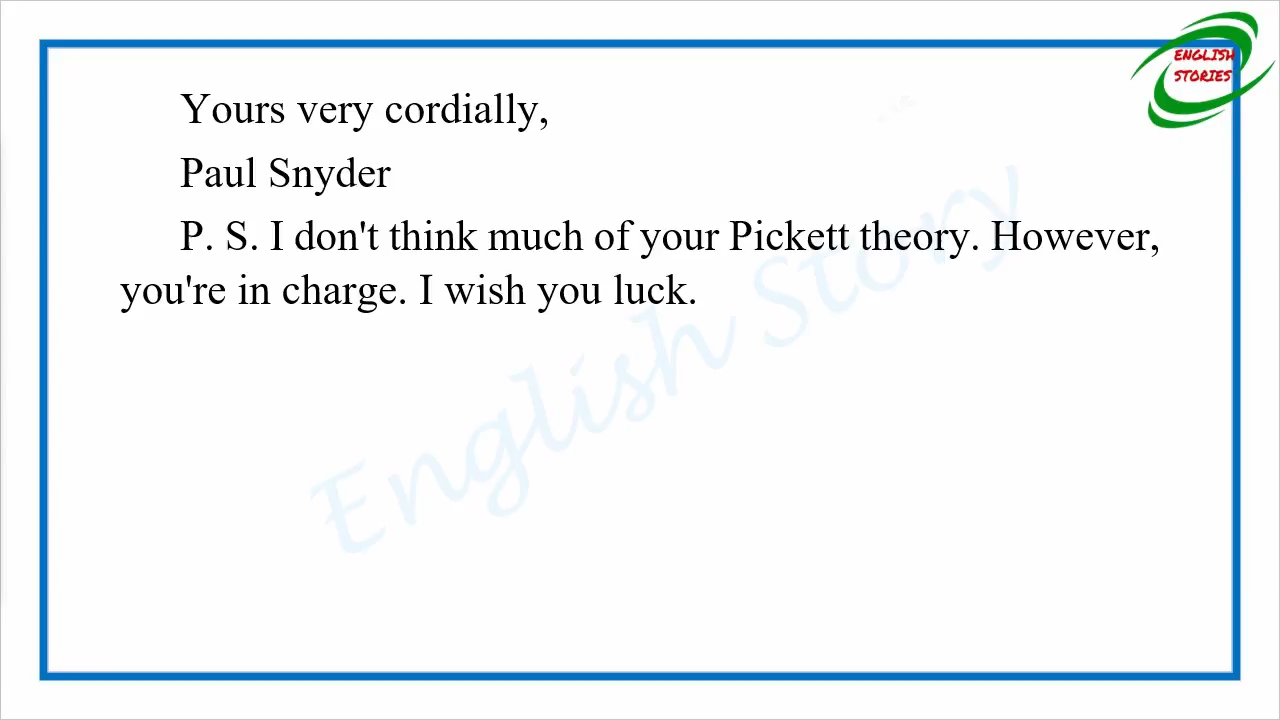 ENGLISH
STORIES
Yours very cordially,
Paul Snyder
P. S. I don't think much of your Pickett theory. However,
you're in charge. I wish you luck.
English Story